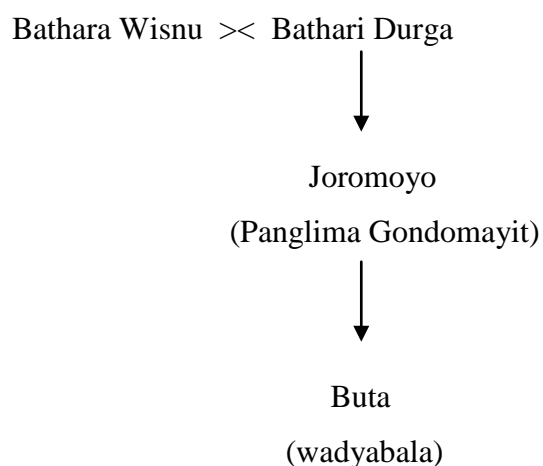 Bathara Wisnu >< Bathari Durga
Joromoyo
(Panglima Gondomayit)
Buta
(wadyabala)